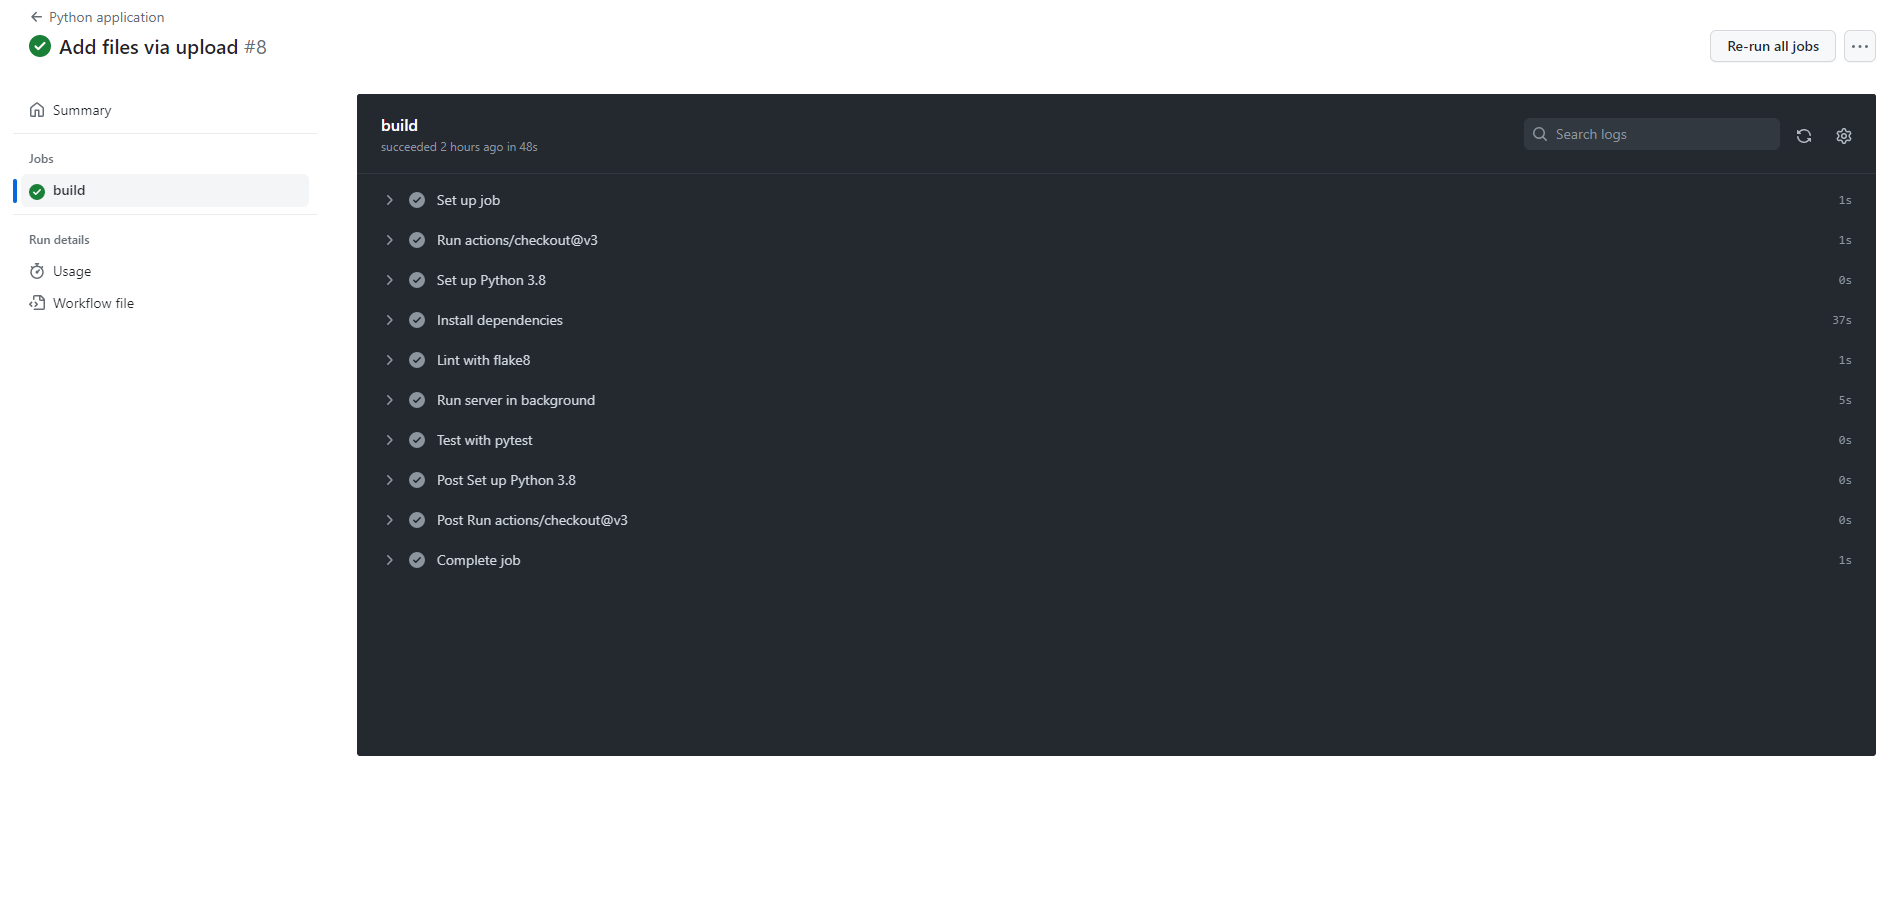 Python application
Add files via upload #8
Re-run all jobs
Summary
Jobs
build
Run details
Usage
Workflow file
build
succeeded 2 hours ago in 48s
Search logs
Set up job 1s
Run actions/checkout@v3 1s
Set up Python 3.8 0s
Install dependencies 37s
Lint with flake8 1s
Run server in background 5s
Test with pytest 0s
Post Set up Python 3.8 0s
Post Run actions/checkout@v3 0s
Complete job 1s